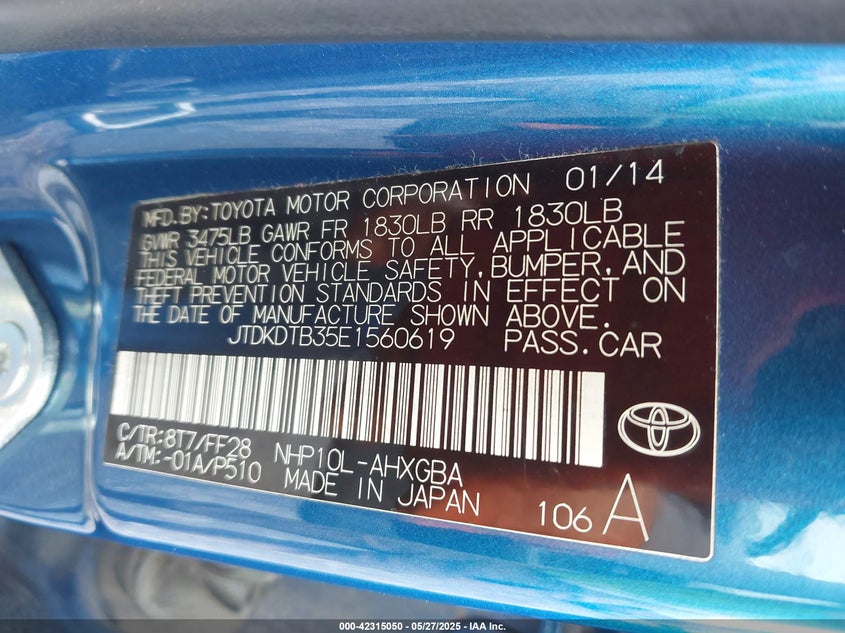 MFD.BY:TOYOTA MOTOR CORPORATION 01/14
GVWR 3475LB GAWR FR 1830LB RR 1830LB
THIS VEHICLE CONFORMS TO ALL APPLICABLE
FEDERAL MOTOR VEHICLE SAFETY,BUMPER,AND
THEFT PREVENTION STANDARDS IN EFFECT ON
THE DATE OF MANUFACTURE SHOWN ABOVE.
JTDKDTB35E1560619 PASS.CAR
C/TR:8T7/FF28 NHP10L-AHXGBA
A/TM:-01A/P510 MADE IN JAPAN
106 A
000-42315050 - 05/27/2025 - IAA Inc.